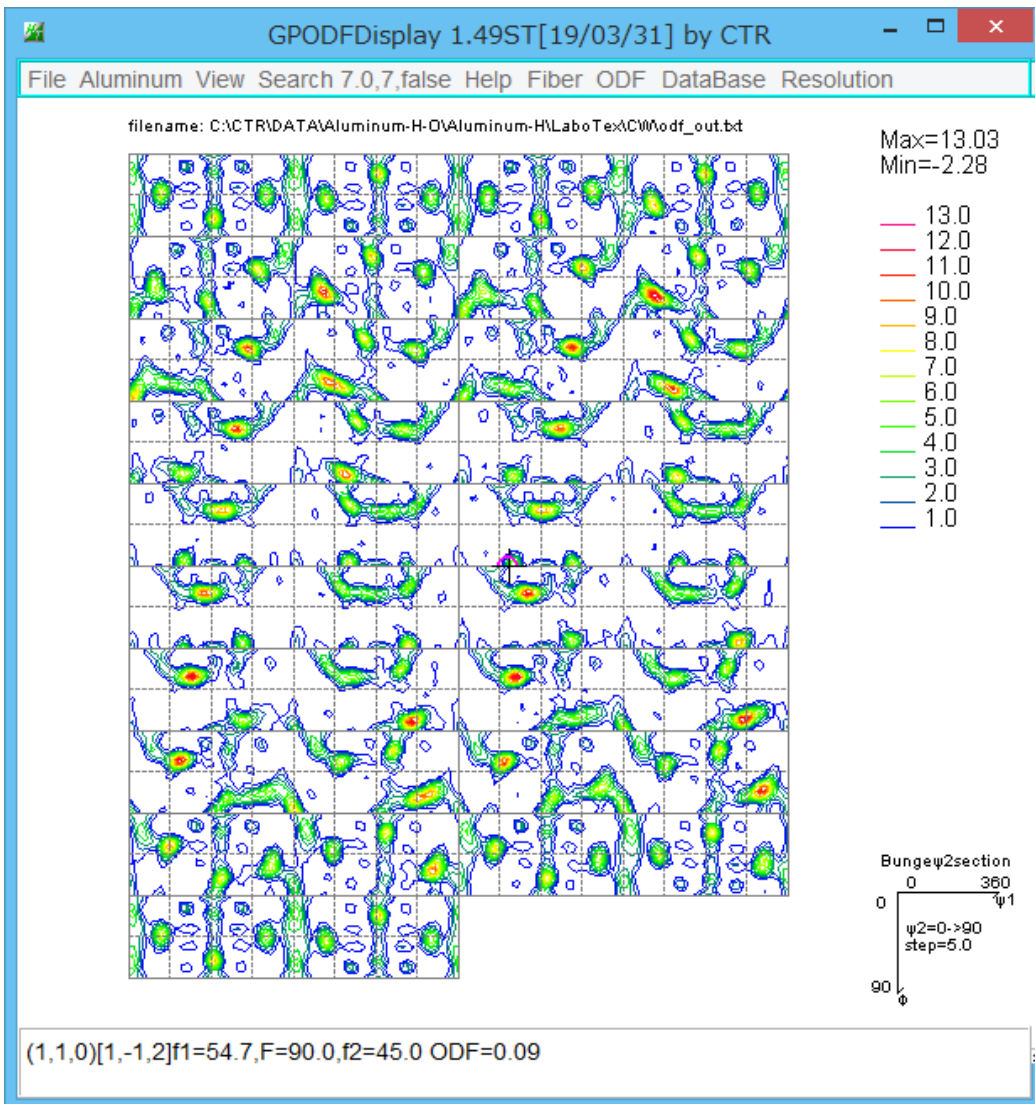 GPODFDisplay 1.49ST[19/03/31] by CTR
File Aluminum View Search 7.0,7,false Help Fiber ODF DataBase Resolution
filename: C:\CTR\DATA\Aluminum-H-O\Aluminum-H\LaboTex\CW\odf_out.txt
Max=13.03
Min=-2.28
13.0
12.0
11.0
10.0
9.0
8.0
7.0
6.0
5.0
4.0
3.0
2.0
1.0
Bungeψ2section
0 360
0 ψ1
ψ2=0->90
step=5.0
90
Φ
(1,1,0)[1,-1,2]f1=54.7,F=90.0,f2=45.0 ODF=0.09